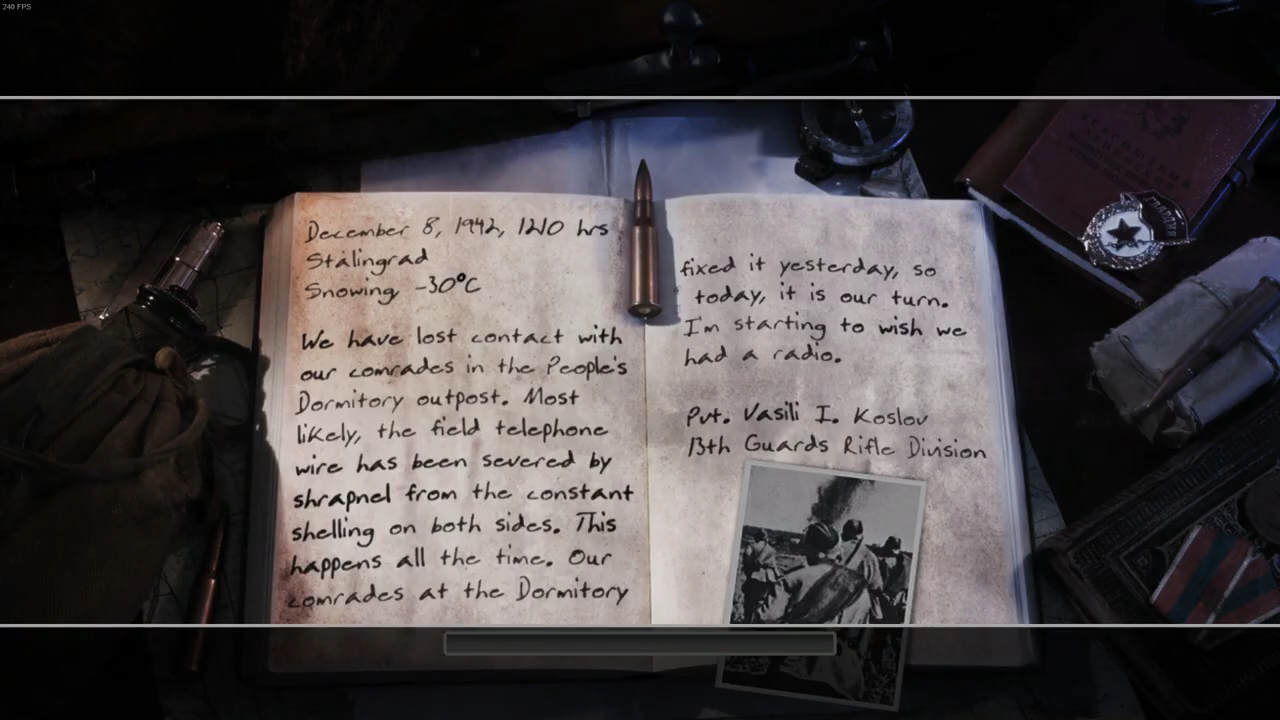 240 FPS
December 8, 1942, 1210 hrs
Stalingrad
Snowing -30°C
We have lost contact with
our comrades in the People's
Dormitory outpost. Most
likely, the field telephone
wire has been severed by
shrapnel from the constant
shelling on both sides. This
happens all the time. Our
comrades at the Dormitory
fixed it yesterday, so
today, it is our turn.
I'm starting to wish we
had a radio.
Pvt. Vasili I. Koslov
13th Guards Rifle Division